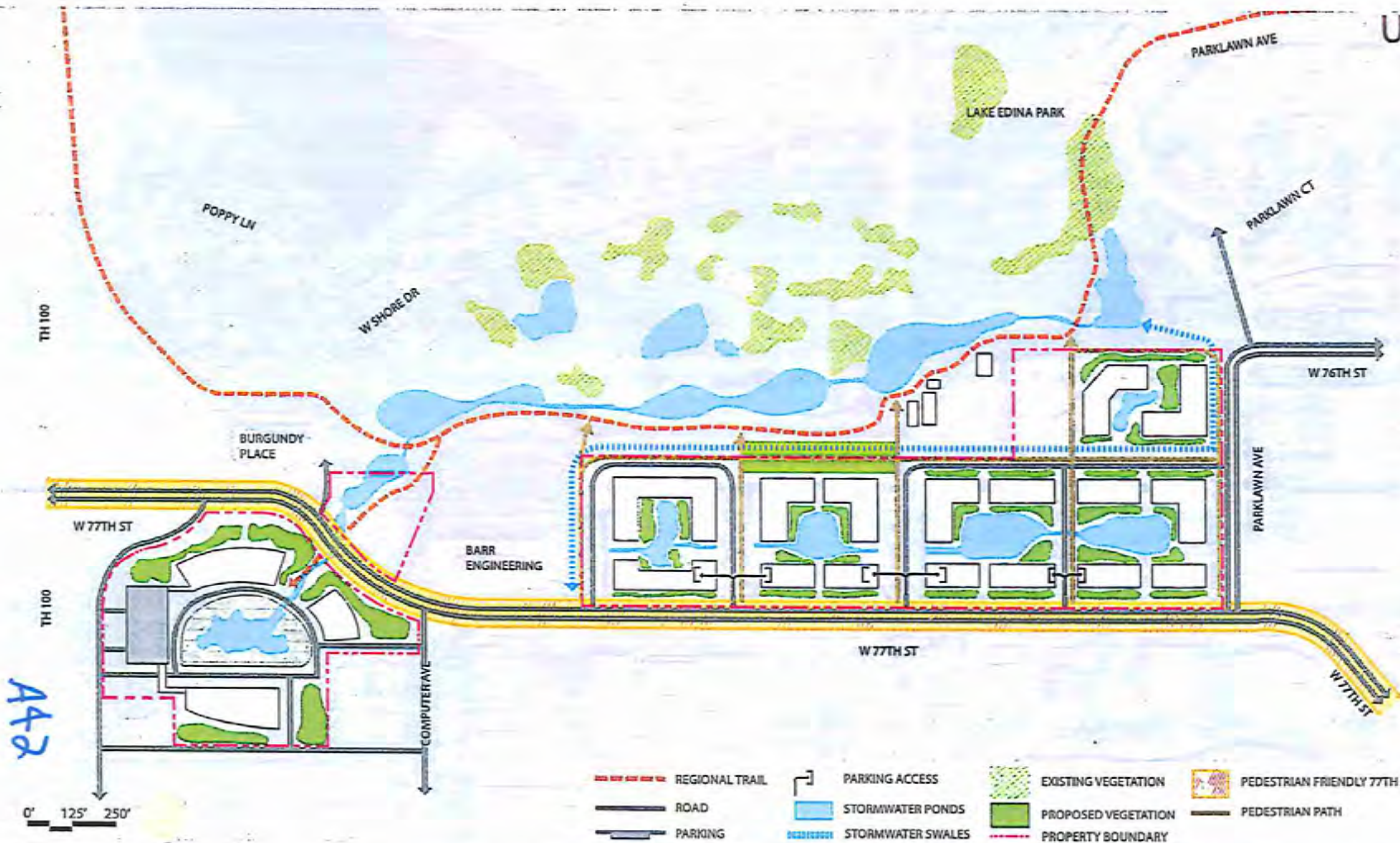 U
PARKLAWN AVE
LAKE EDINA PARK
POPPY LN
PARKLAWN CT
W SHORE DR
TH 100
W 76TH ST
BURGUNDY
PLACE
PARKLAWN AVE
W 77TH ST
BARR
ENGINEERING
TH 100
W 77TH ST
W 77TH ST
COMPUTER AVE
A42
0' 125' 250'
REGIONAL TRAIL
ROAD
PARKING
PARKING ACCESS
STORMWATER PONDS
STORMWATER SWALES
EXISTING VEGETATION
PROPOSED VEGETATION
PROPERTY BOUNDARY
PEDESTRIAN FRIENDLY 77TH
PEDESTRIAN PATH